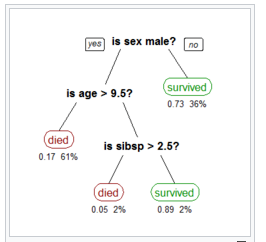 yes is sex male? no
is age > 9.5? survived
0.73 36%
died
0.17 61%
is sibsp > 2.5?
died survived
0.05 2% 0.89 2%